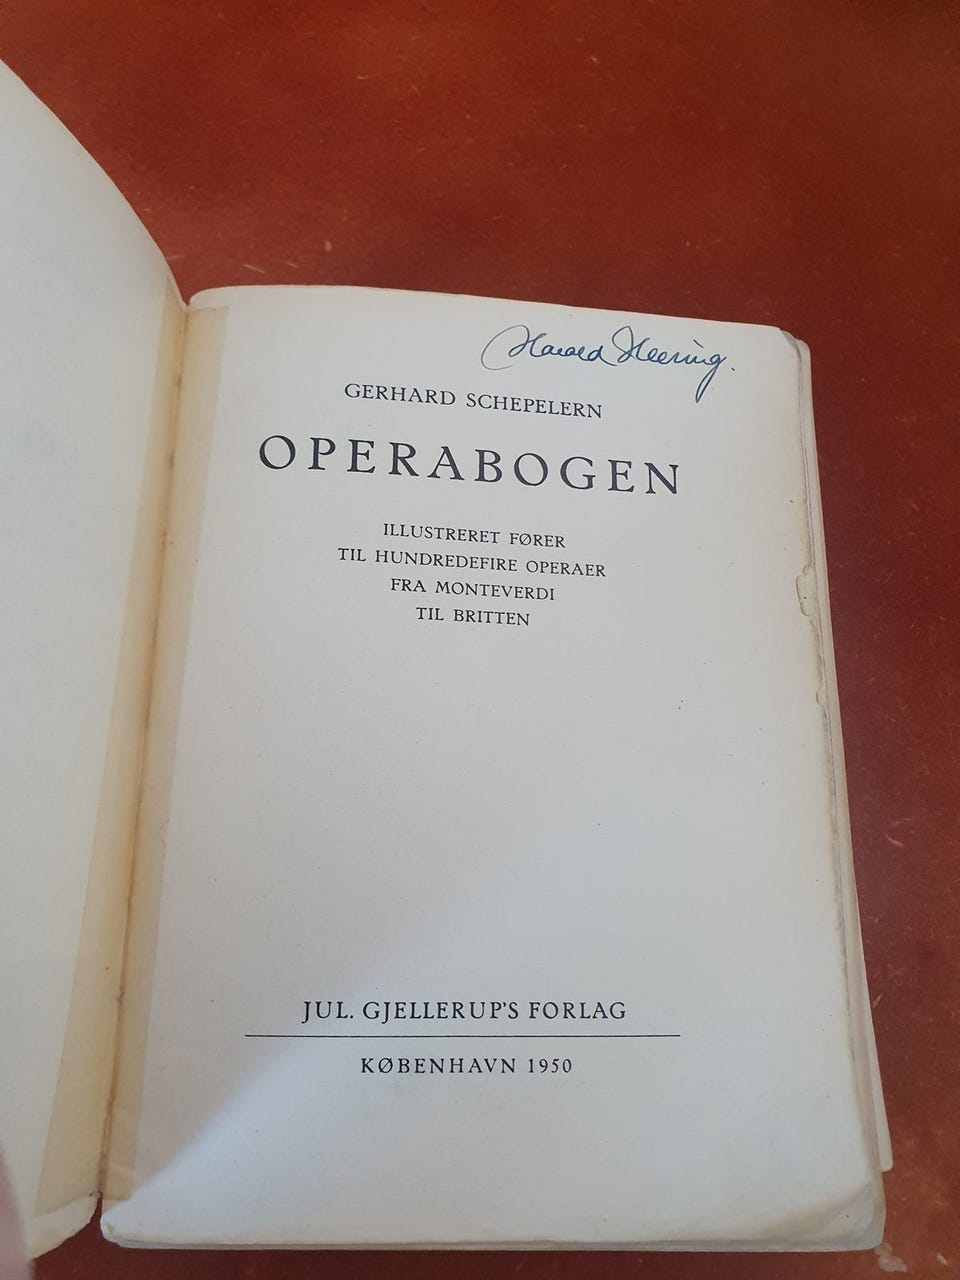 Harald Heering.
GERHARD SCHEPELERN
OPERABOGEN
ILLUSTRERET FØRER
TIL HUNDREDEFIRE OPERAER
FRA MONTEVERDI
TIL BRITTEN
JUL. GJELLERUP'S FORLAG
KØBENHAVN 1950